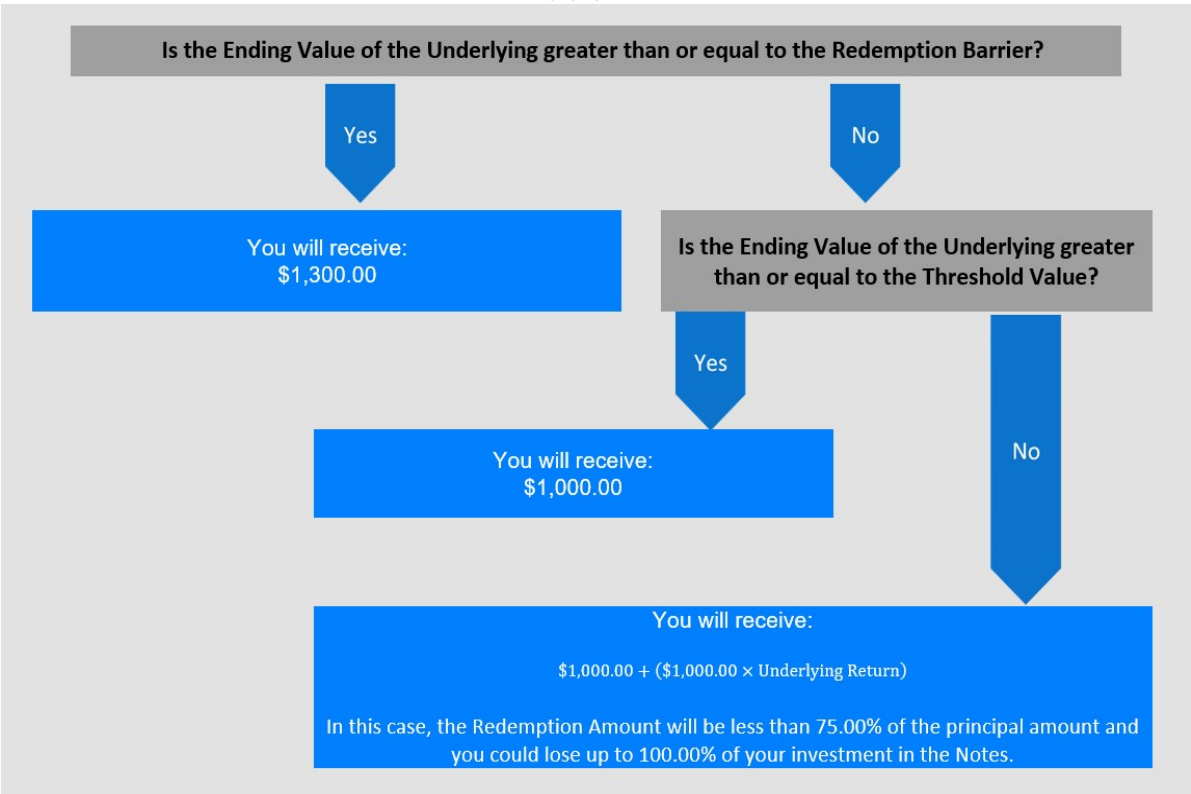 Is the Ending Value of the Underlying greater than or equal to the Redemption Barrier?
Yes
No
You will receive:
$1,300.00
Is the Ending Value of the Underlying greater
than or equal to the Threshold Value?
Yes
No
You will receive:
$1,000.00
You will receive:
$1,000.00 + ($1,000.00 × Underlying Return)
In this case, the Redemption Amount will be less than 75.00% of the principal amount and
you could lose up to 100.00% of your investment in the Notes.